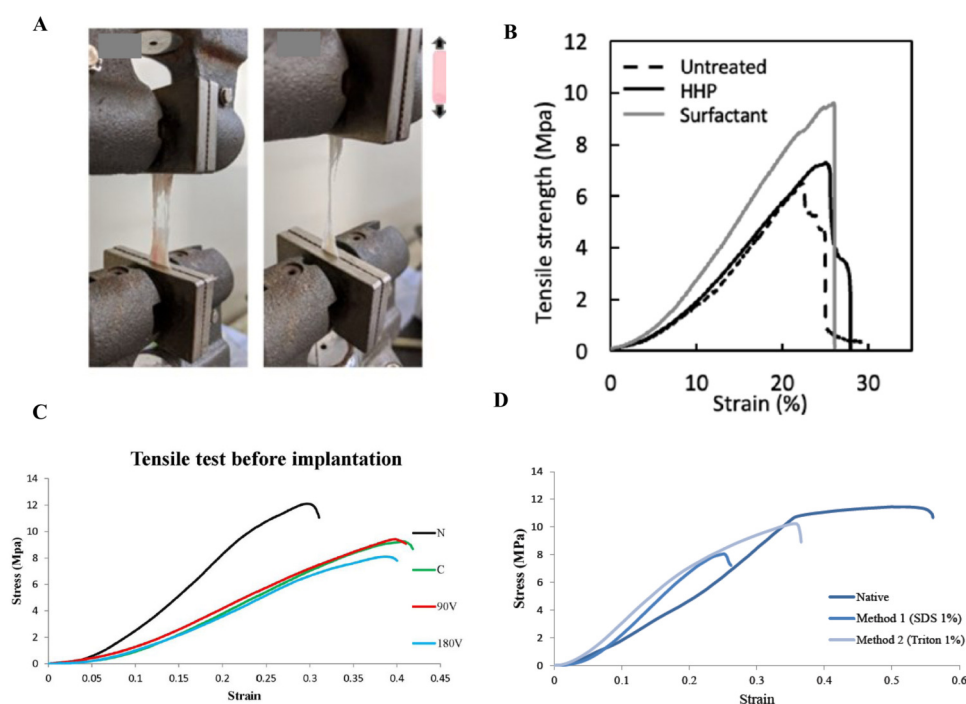 A
B
12
10
8
6
4
2
0
Tensile strength (Mpa)
Untreated
HHP
Surfactant
0
10
20
30
Strain (%)
C
Tensile test before implantation
14
12
10
8
6
4
2
0
Stress (Mpa)
N
C
90V
180V
0
0.05
0.1
0.15
0.2
0.25
0.3
0.35
0.4
0.45
Strain
D
14
12
10
8
6
4
2
0
Stress (MPa)
Native
Method 1 (SDS 1%)
Method 2 (Triton 1%)
0
0.1
0.2
0.3
0.4
0.5
0.6
Strain